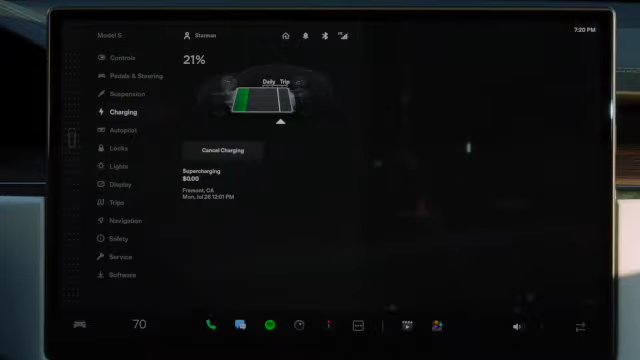 Model S
Starman
7:20 PM
21%
Controls
Pedals & Steering
Daily Trip
Suspension
Charging
Autopilot
Locks
Cancel Charging
Lights
Supercharging
$0.00
Display
Fremont, CA
Mon, Jul 26 12:01 PM
Trips
Navigation
Safety
Service
Software
70